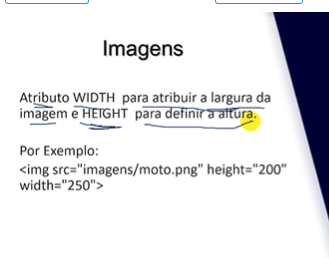 Imagens
Atributo WIDTH para atribuir a largura da
imagem e HEIGHT para definir a altura.
Por Exemplo:
<img src="imagens/moto.png" height="200"
width="250">